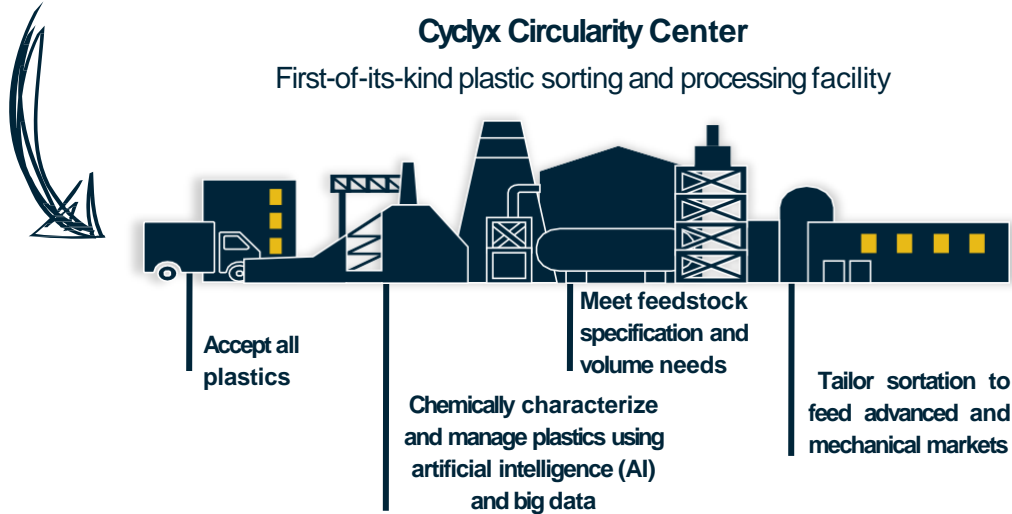 Cyclyx Circularity Center
First-of-its-kind plastic sorting and processing facility
Accept all
plastics
Chemically characterize
and manage plastics using
artificial intelligence (AI)
and big data
Meet feedstock
specification and
volume needs
Tailor sortation to
feed advanced and
mechanical markets